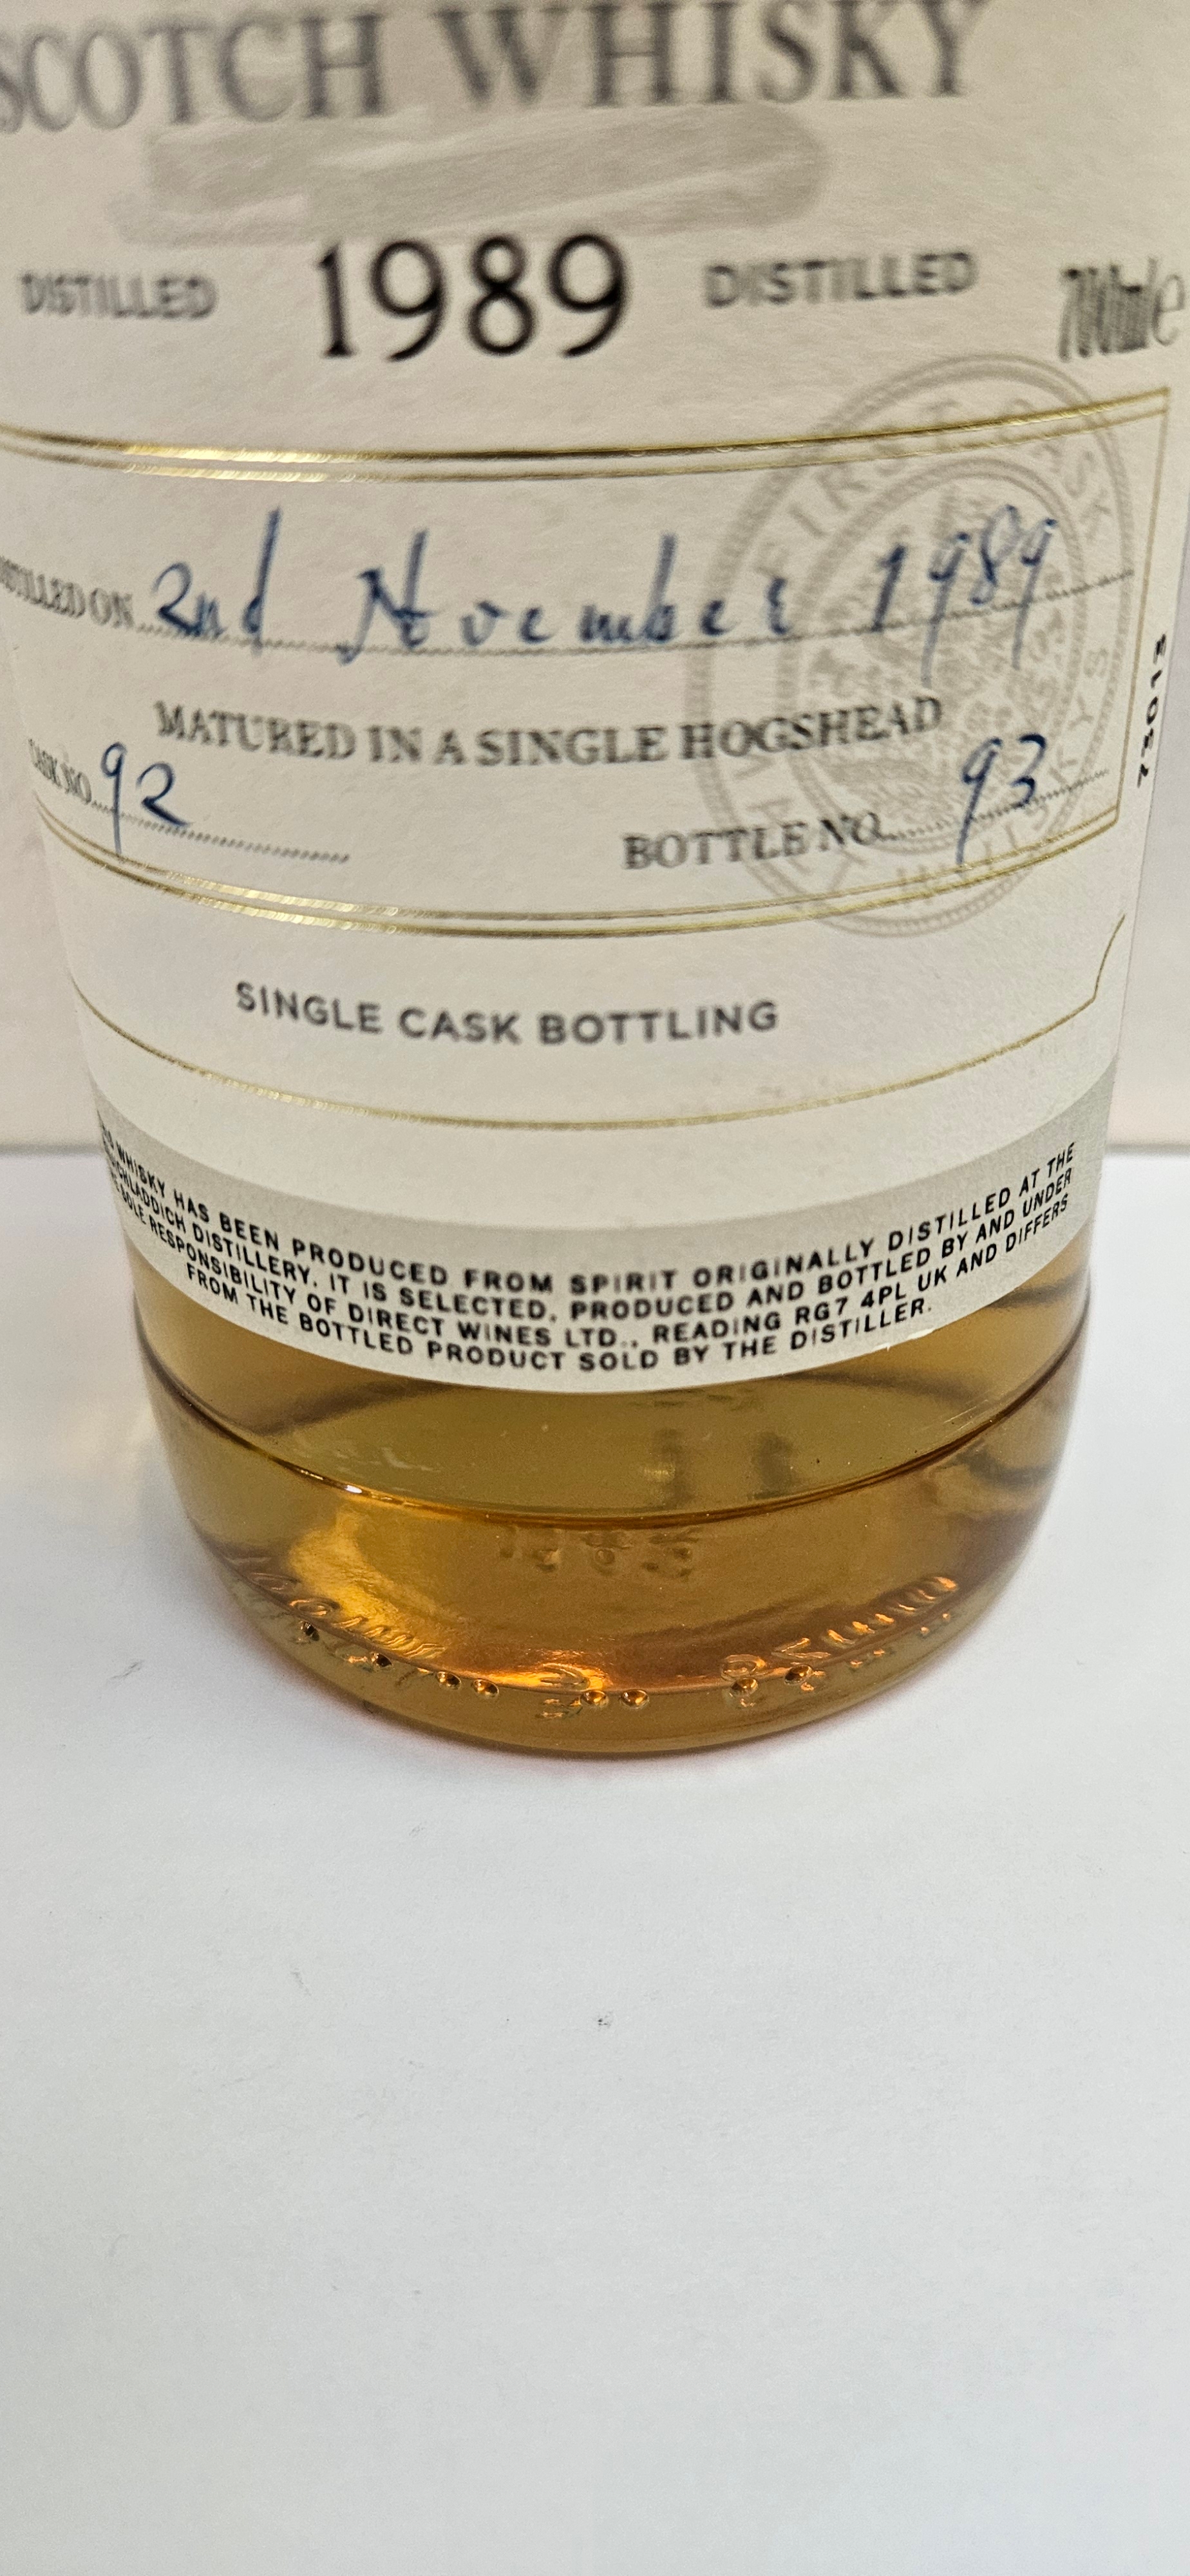 SCOTCH WHISKY
DISTILLED 1989 DISTILLED 700ml e
DISTILLED ON 2nd November 1989
MATURED IN A SINGLE HOGSHEAD
CASK NO. 92 BOTTLE NO. 93
73013
SINGLE CASK BOTTLING
WHISKY HAS BEEN PRODUCED FROM SPIRIT ORIGINALLY DISTILLED AT THE
BRUICHLADDICH DISTILLERY. IT IS SELECTED, PRODUCED AND BOTTLED BY AND UNDER
SOLE RESPONSIBILITY OF DIRECT WINES LTD., READING RG7 4PL UK AND DIFFERS
FROM THE BOTTLED PRODUCT SOLD BY THE DISTILLER.